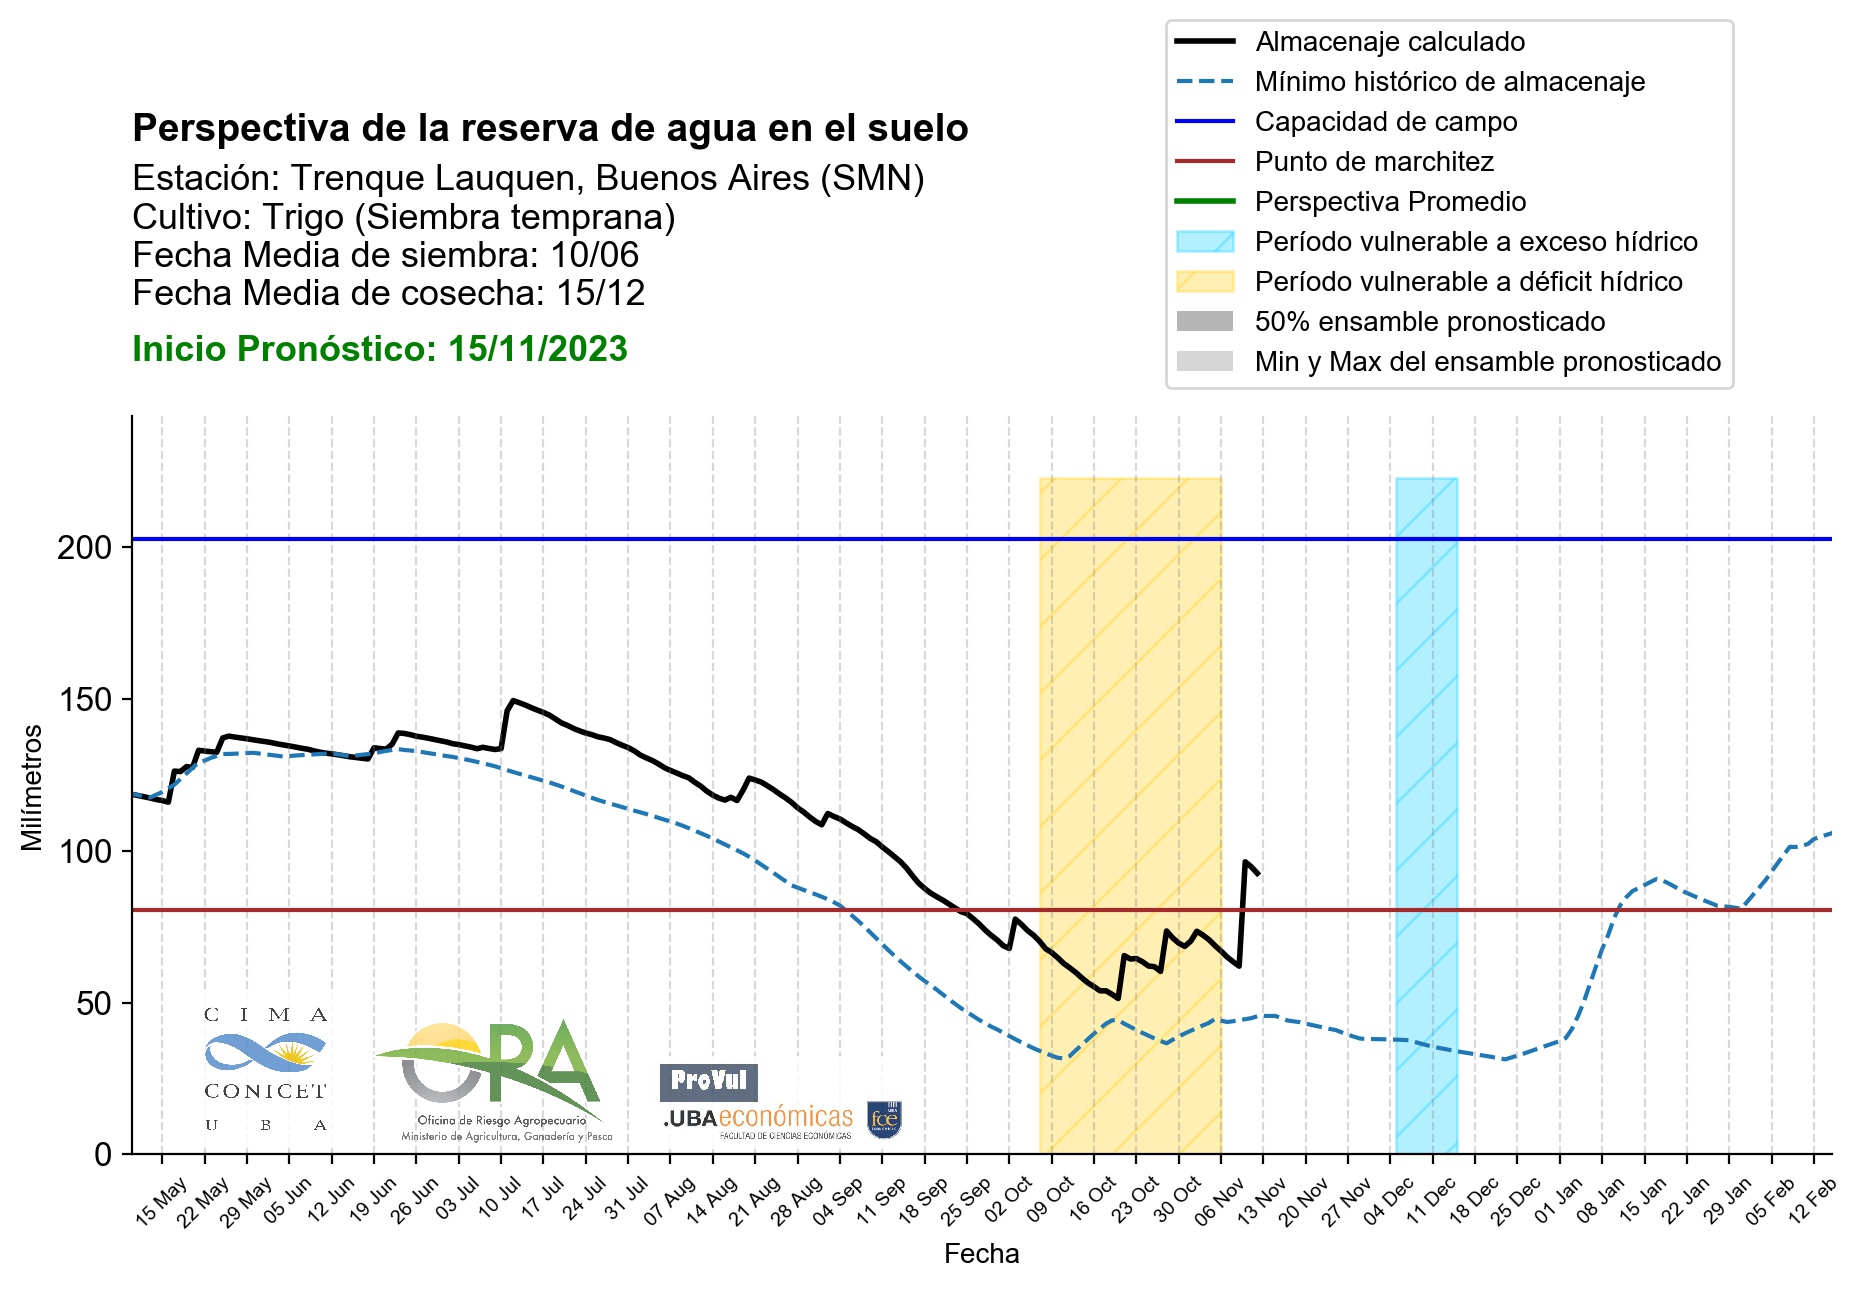 Almacenaje calculado
Mínimo histórico de almacenaje
Capacidad de campo
Punto de marchitez
Perspectiva Promedio
Período vulnerable a exceso hídrico
Período vulnerable a déficit hídrico
50% ensamble pronosticado
Min y Max del ensamble pronosticado
Perspectiva de la reserva de agua en el suelo
Estación: Trenque Lauquen, Buenos Aires (SMN)
Cultivo: Trigo (Siembra temprana)
Fecha Media de siembra: 10/06
Fecha Media de cosecha: 15/12
Inicio Pronóstico: 15/11/2023
Milímetros
200
150
100
50
0
CIMA
CONICET
UBA
ORA
Oficina de Riesgo Agropecuario
Ministerio de Agricultura, Ganadería y Pesca
ProVul
.UBAeconómicas
FACULTAD DE CIENCIAS ECONÓMICAS
UBA
fce
ECONÓMICAS
15 May
22 May
29 May
05 Jun
12 Jun
19 Jun
26 Jun
03 Jul
10 Jul
17 Jul
24 Jul
31 Jul
07 Aug
14 Aug
21 Aug
28 Aug
04 Sep
11 Sep
18 Sep
25 Sep
02 Oct
09 Oct
16 Oct
23 Oct
30 Oct
06 Nov
13 Nov
20 Nov
27 Nov
04 Dec
11 Dec
18 Dec
25 Dec
01 Jan
08 Jan
15 Jan
22 Jan
29 Jan
05 Feb
12 Feb
Fecha